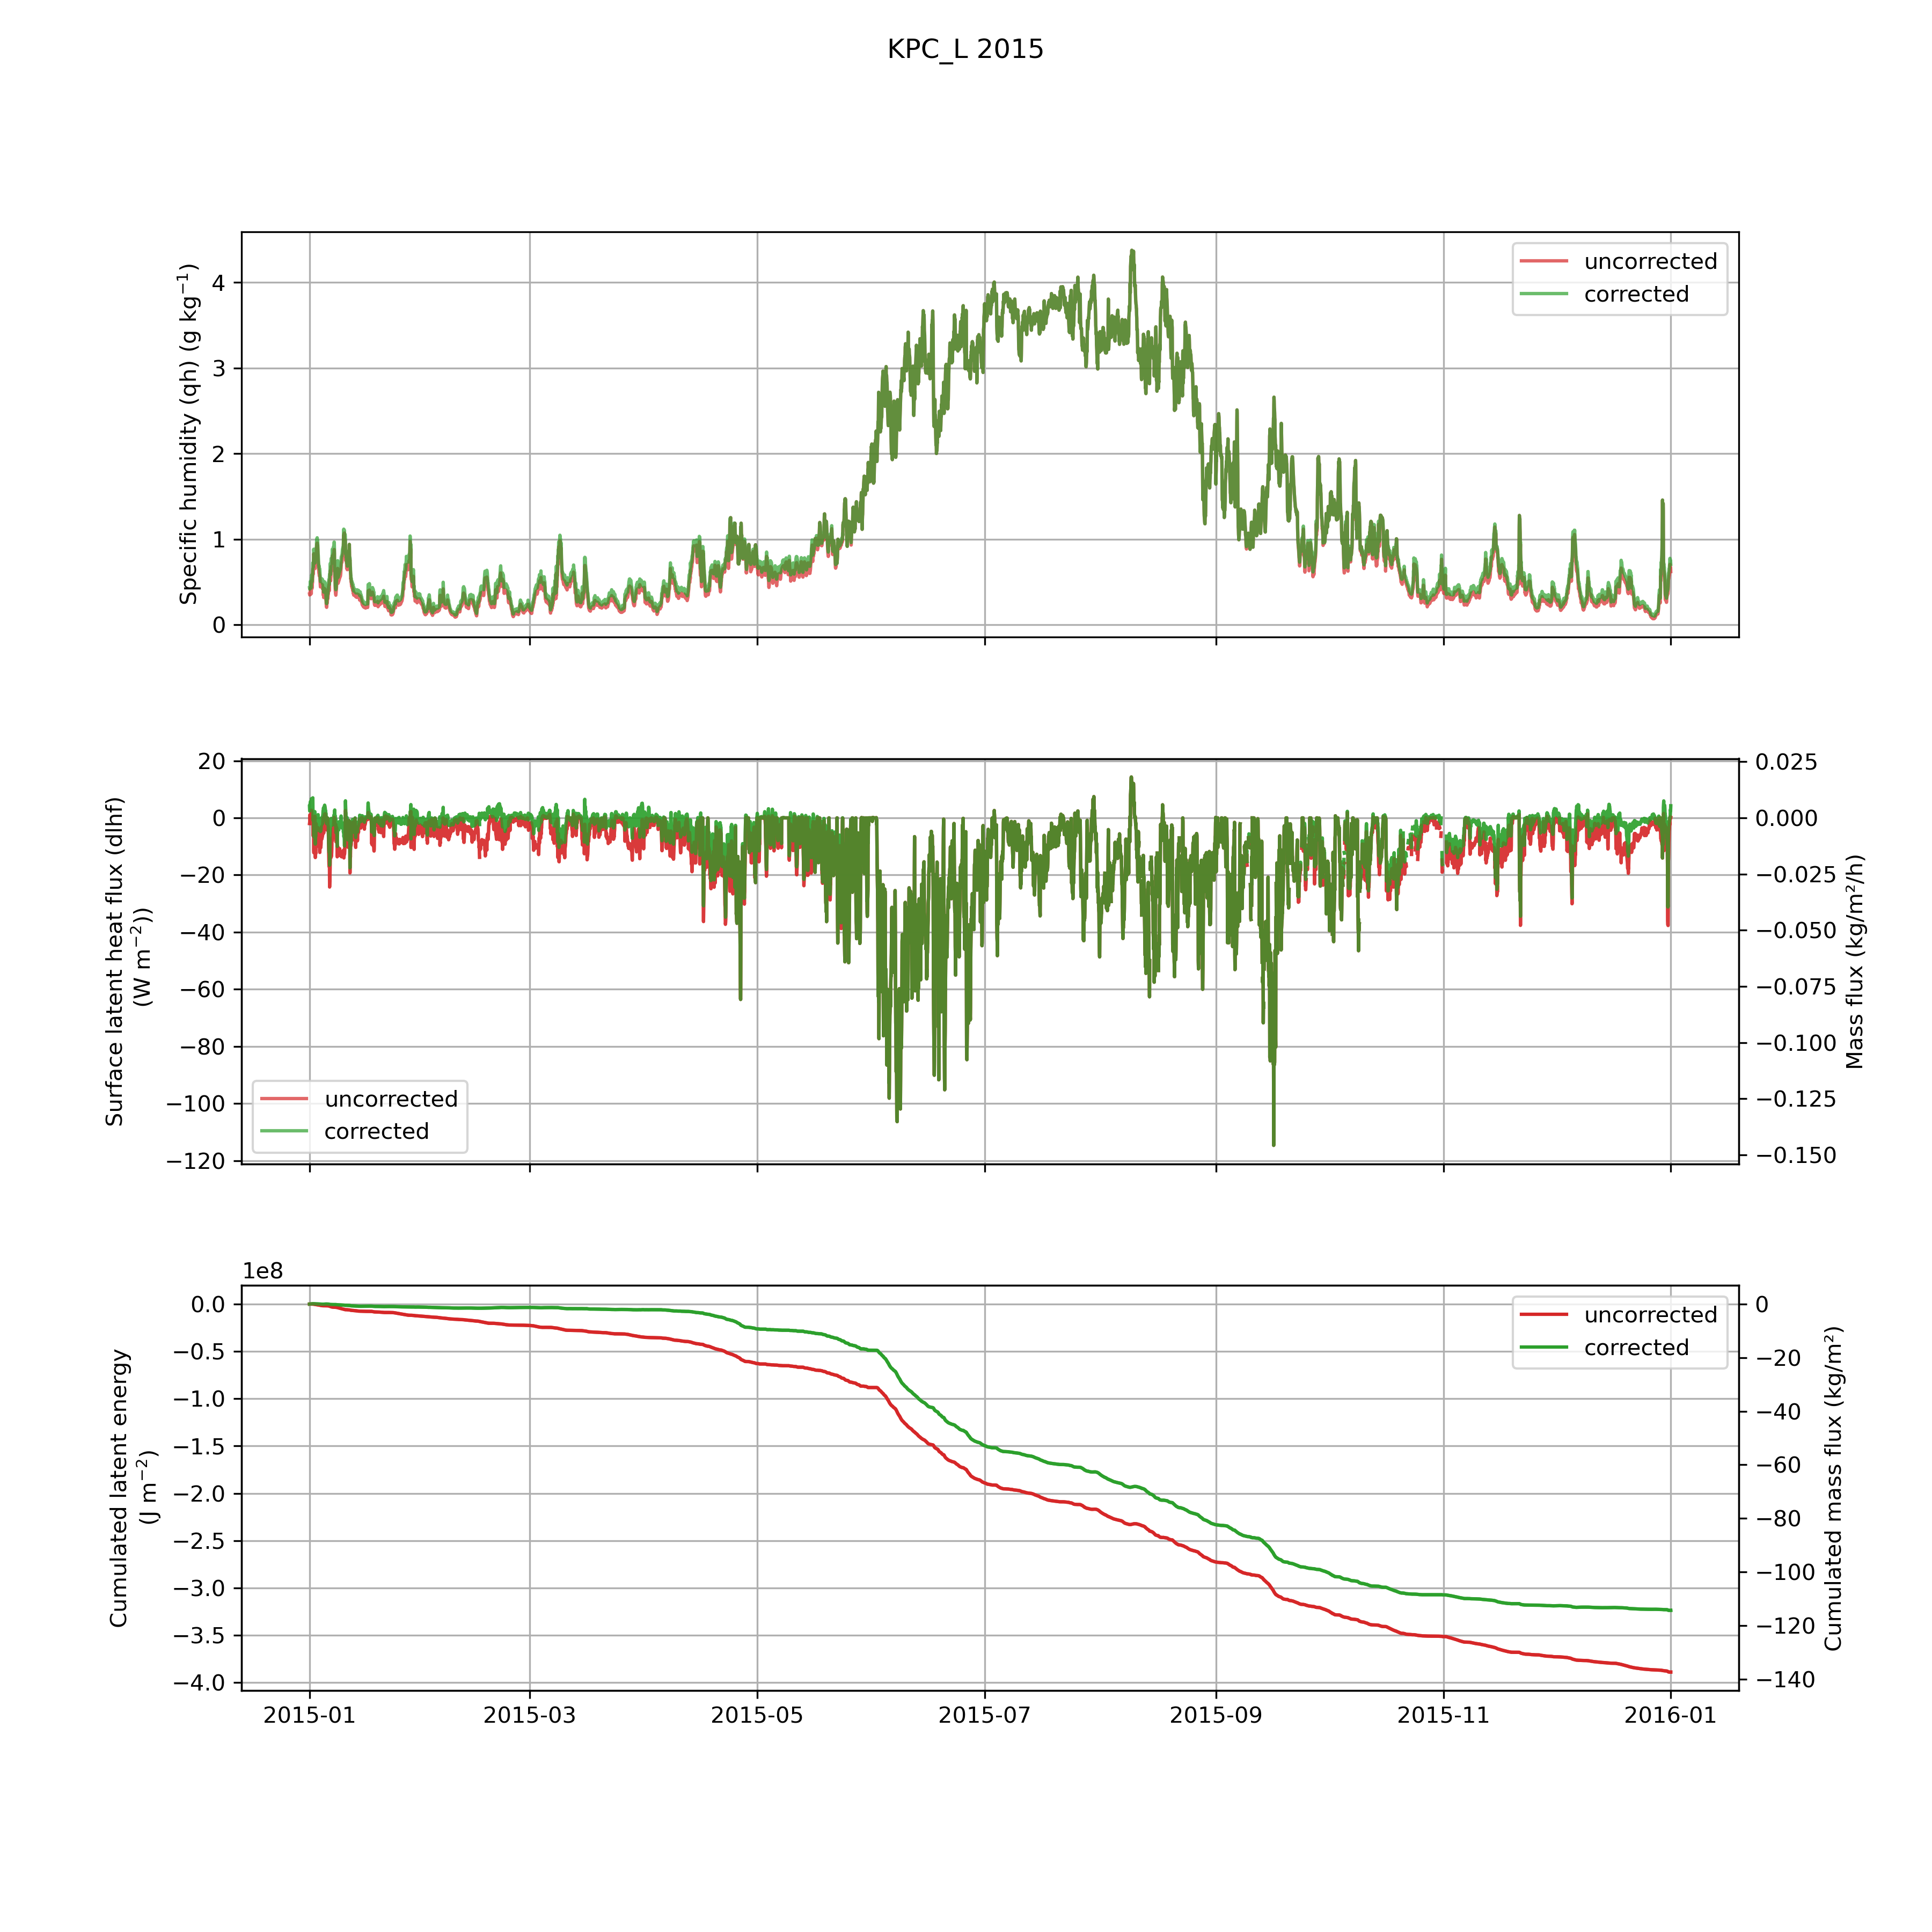 KPC_L 2015
Specific humidity (qh) (g kg⁻¹)
4
3
2
1
0
uncorrected
corrected
Surface latent heat flux (dlhf)
(W m⁻²))
20
0
−20
−40
−60
−80
−100
−120
uncorrected
corrected
0.025
0.000
−0.025
−0.050
−0.075
−0.100
−0.125
−0.150
Mass flux (kg/m²/h)
1e8
Cumulated latent energy
(J m⁻²)
0.0
−0.5
−1.0
−1.5
−2.0
−2.5
−3.0
−3.5
−4.0
uncorrected
corrected
0
−20
−40
−60
−80
−100
−120
−140
Cumulated mass flux (kg/m²)
2015-01 2015-03 2015-05 2015-07 2015-09 2015-11 2016-01